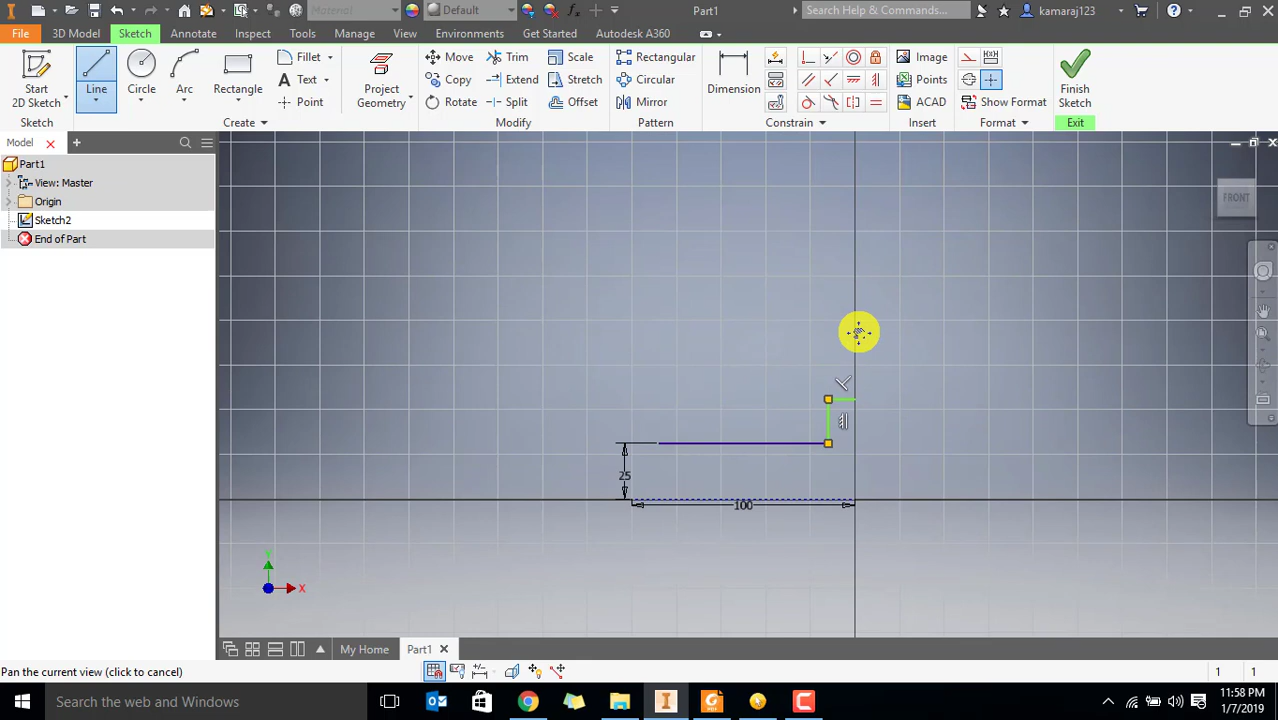 Material
Default
Part1
Search Help & Commands...
kamaraj123
File
3D Model
Sketch
Annotate
Inspect
Tools
Manage
View
Environments
Get Started
Autodesk A360
Start
2D Sketch
Line
Circle
Arc
Rectangle
Fillet
Text
Point
Project
Geometry
Move
Copy
Rotate
Trim
Extend
Split
Scale
Stretch
Offset
Rectangular
Circular
Mirror
Dimension
Image
Points
ACAD
Show Format
Finish
Sketch
Sketch
Create
Modify
Pattern
Constrain
Insert
Format
Exit
Model
Part1
View: Master
Origin
Sketch2
End of Part
FRONT
25
100
Y
X
My Home
Part1
Pan the current view (click to cancel)
1
1
Search the web and Windows
11:58 PM
1/7/2019